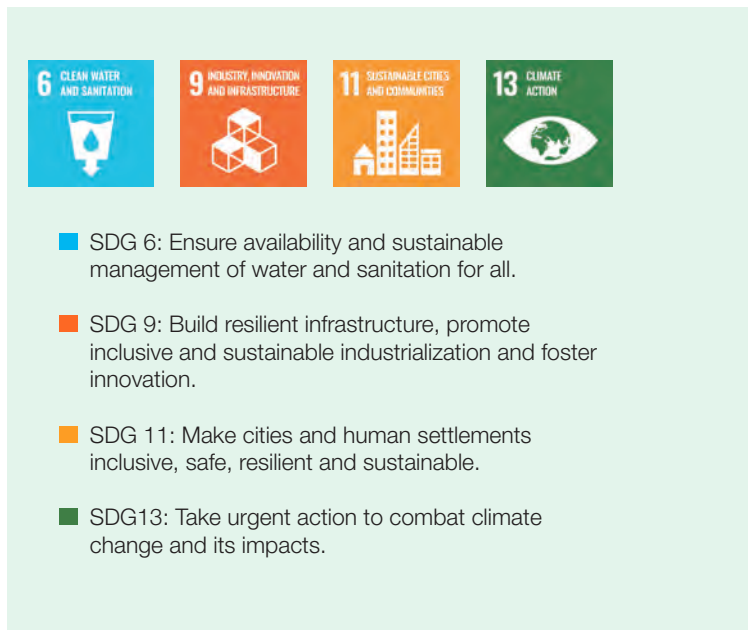 6 CLEAN WATER
AND SANITATION
9 INDUSTRY, INNOVATION
AND INFRASTRUCTURE
11 SUSTAINABLE CITIES
AND COMMUNITIES
13 CLIMATE
ACTION
SDG 6: Ensure availability and sustainable
management of water and sanitation for all.
SDG 9: Build resilient infrastructure, promote
inclusive and sustainable industrialization and foster
innovation.
SDG 11: Make cities and human settlements
inclusive, safe, resilient and sustainable.
SDG13: Take urgent action to combat climate
change and its impacts.